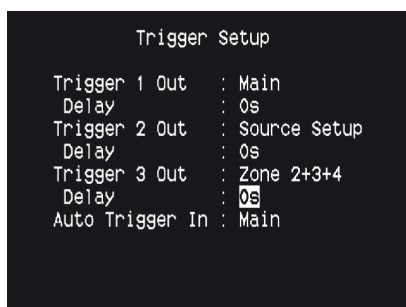 Trigger Setup
Trigger 1 Out : Main
Delay : 0s
Trigger 2 Out : Source Setup
Delay : 0s
Trigger 3 Out : Zone 2+3+4
Delay : 0s
Auto Trigger In : Main